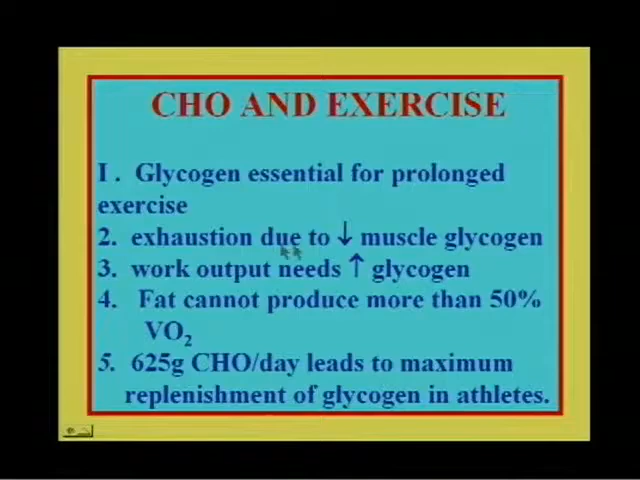 CHO AND EXERCISE
I . Glycogen essential for prolonged
exercise
2. exhaustion due to ↓ muscle glycogen
3. work output needs ↑ glycogen
4. Fat cannot produce more than 50%
VO2
5. 625g CHO/day leads to maximum
replenishment of glycogen in athletes.